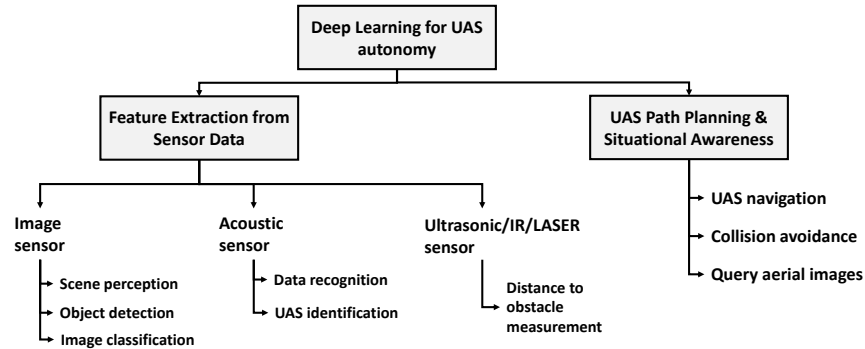 Deep Learning for UAS
autonomy
Feature Extraction from
Sensor Data
UAS Path Planning &
Situational Awareness
Image
sensor
Scene perception
Object detection
Image classification
Acoustic
sensor
Data recognition
UAS identification
Ultrasonic/IR/LASER
sensor
Distance to
obstacle
measurement
UAS navigation
Collision avoidance
Query aerial images